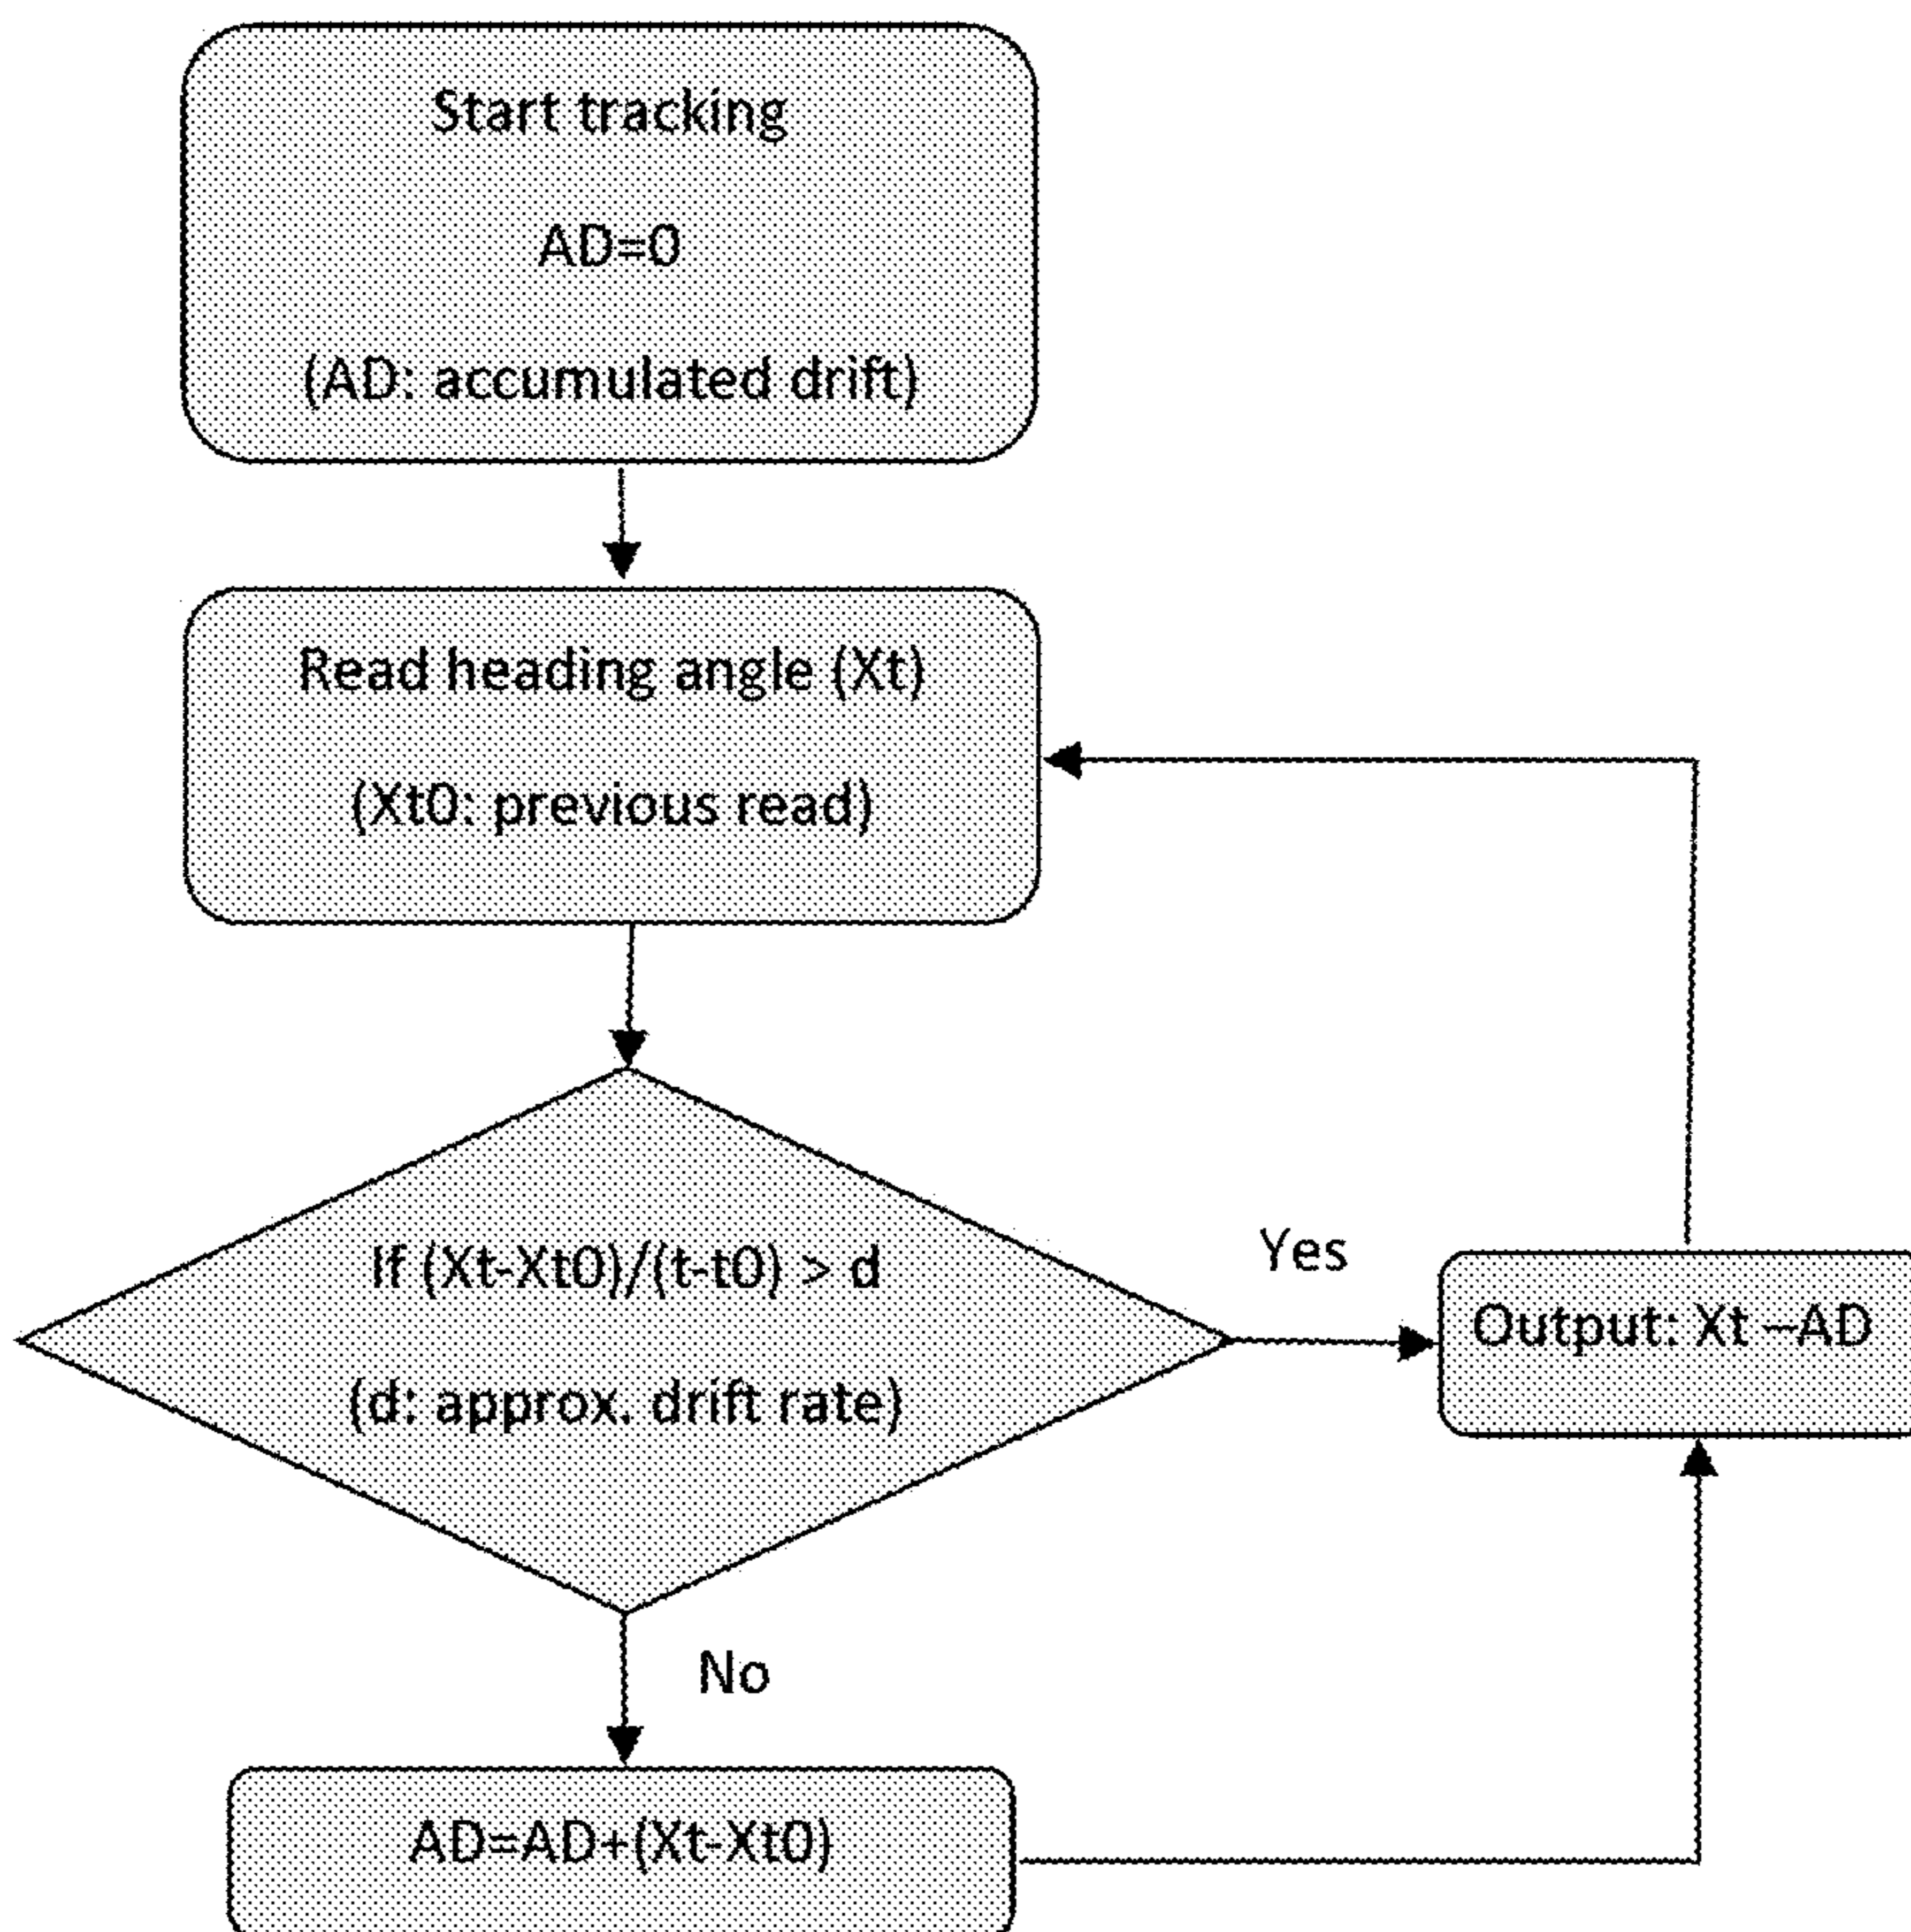 Start tracking
AD=0
(AD: accumulated drift)
Read heading angle (Xt)
(Xt0: previous read)
If (Xt-Xt0)/(t-t0) > d
(d: approx. drift rate)
Yes
Output: Xt –AD
No
AD=AD+(Xt-Xt0)